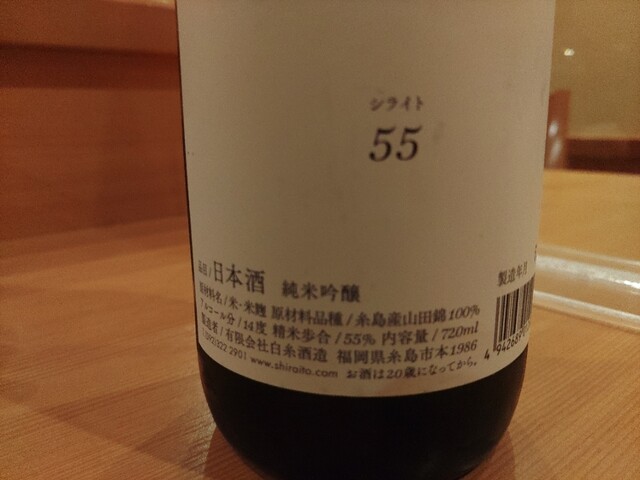 シライト
55
品目/日本酒 純米吟醸
製造年月
原材料名/米・米麹 原材料品種/糸島産山田錦100%
アルコール分/14度 精米歩合/55% 内容量/720ml
製造者/有限会社白糸酒造 福岡県糸島市本1986
(092)322-2901 www.shiraito.com お酒は20歳になってから。